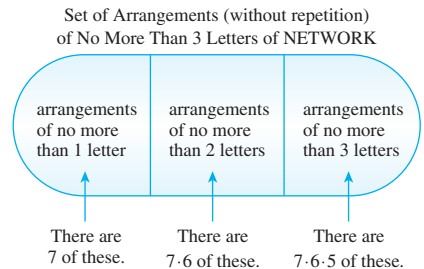 Set of Arrangements (without repetition)
of No More Than 3 Letters of NETWORK
arrangements
of no more
than 1 letter
arrangements
of no more
than 2 letters
arrangements
of no more
than 3 letters
There are
7 of these.
There are
7·6 of these.
There are
7·6·5 of these.